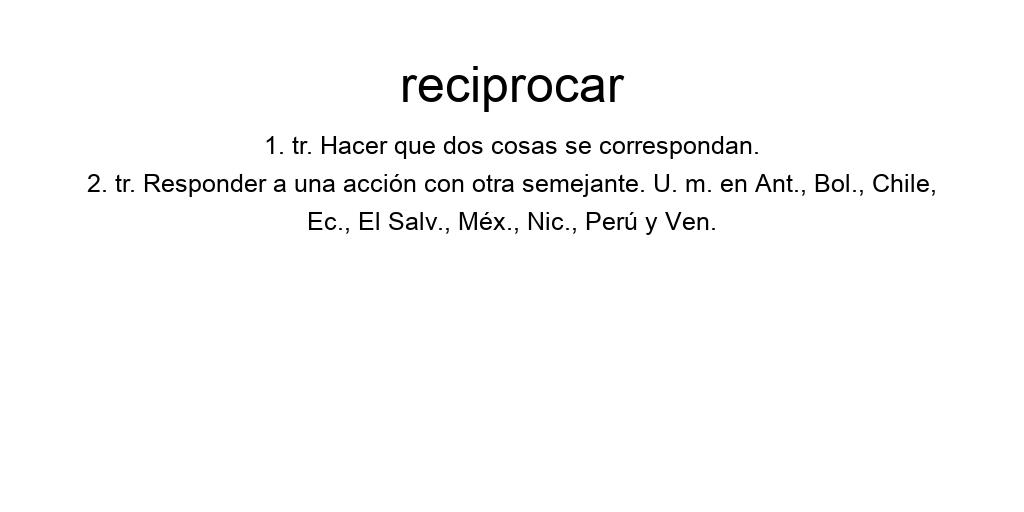 reciprocar
1. tr. Hacer que dos cosas se correspondan.
2. tr. Responder a una acción con otra semejante. U. m. en Ant., Bol., Chile,
Ec., El Salv., Méx., Nic., Perú y Ven.